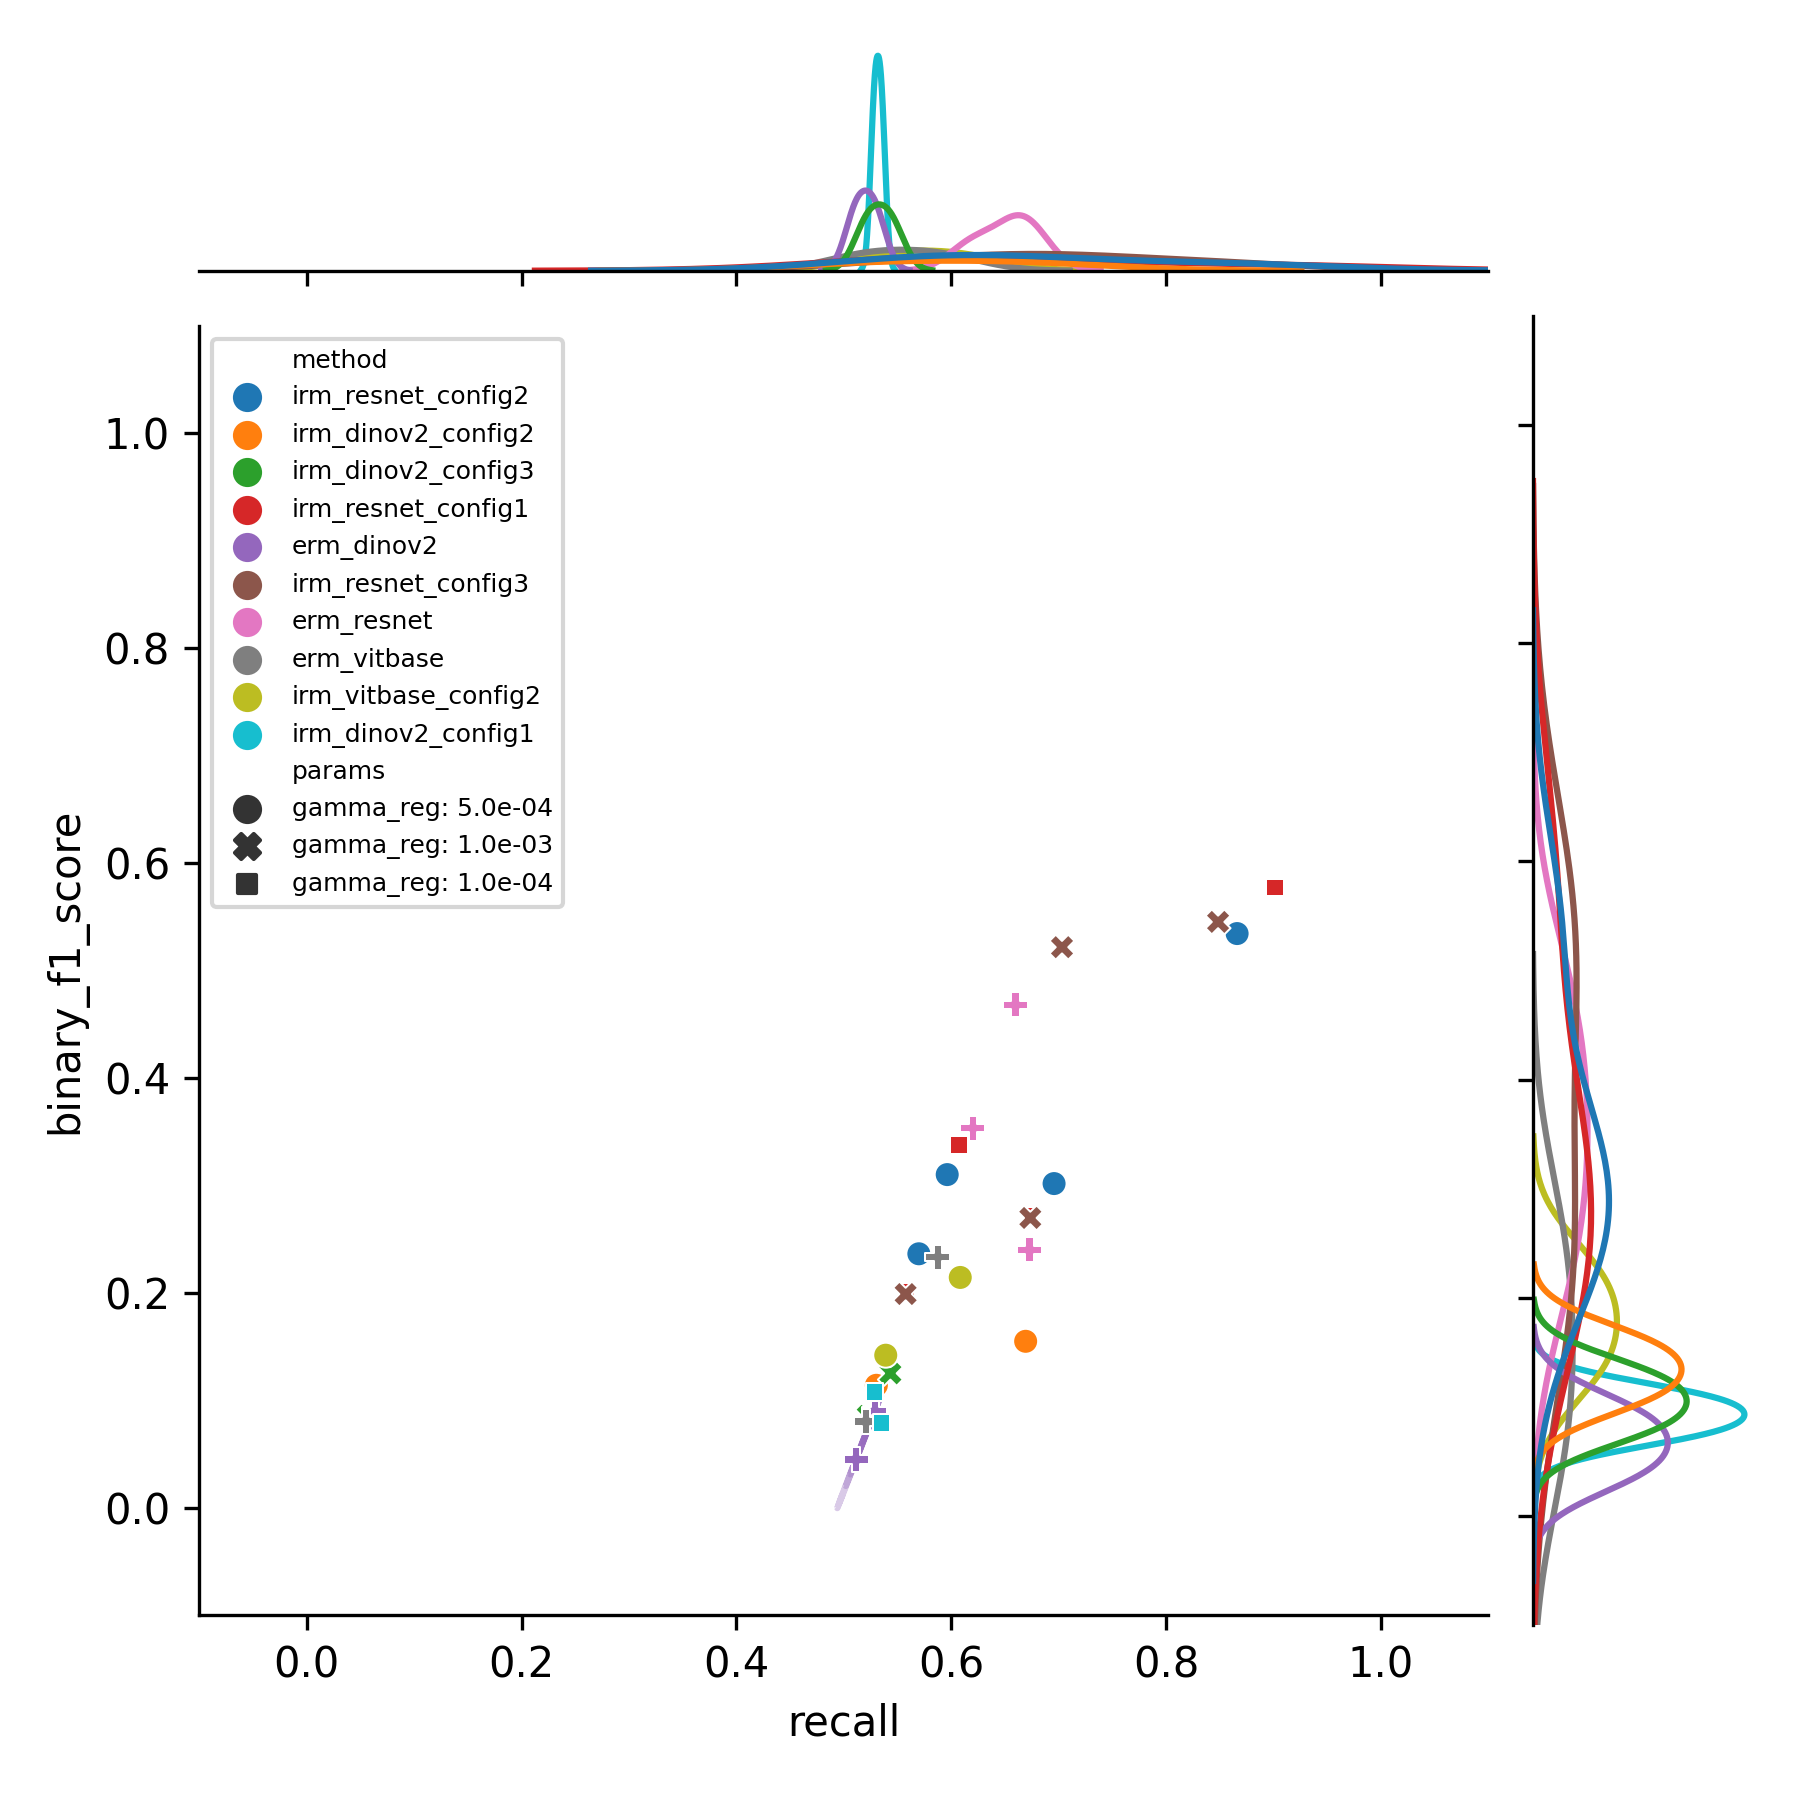 method
irm_resnet_config2
irm_dinov2_config2
irm_dinov2_config3
irm_resnet_config1
erm_dinov2
irm_resnet_config3
erm_resnet
erm_vitbase
irm_vitbase_config2
irm_dinov2_config1
params
gamma_reg: 5.0e-04
gamma_reg: 1.0e-03
gamma_reg: 1.0e-04
1.0
0.8
0.6
0.4
0.2
0.0
binary_f1_score
0.0 0.2 0.4 0.6 0.8 1.0
recall